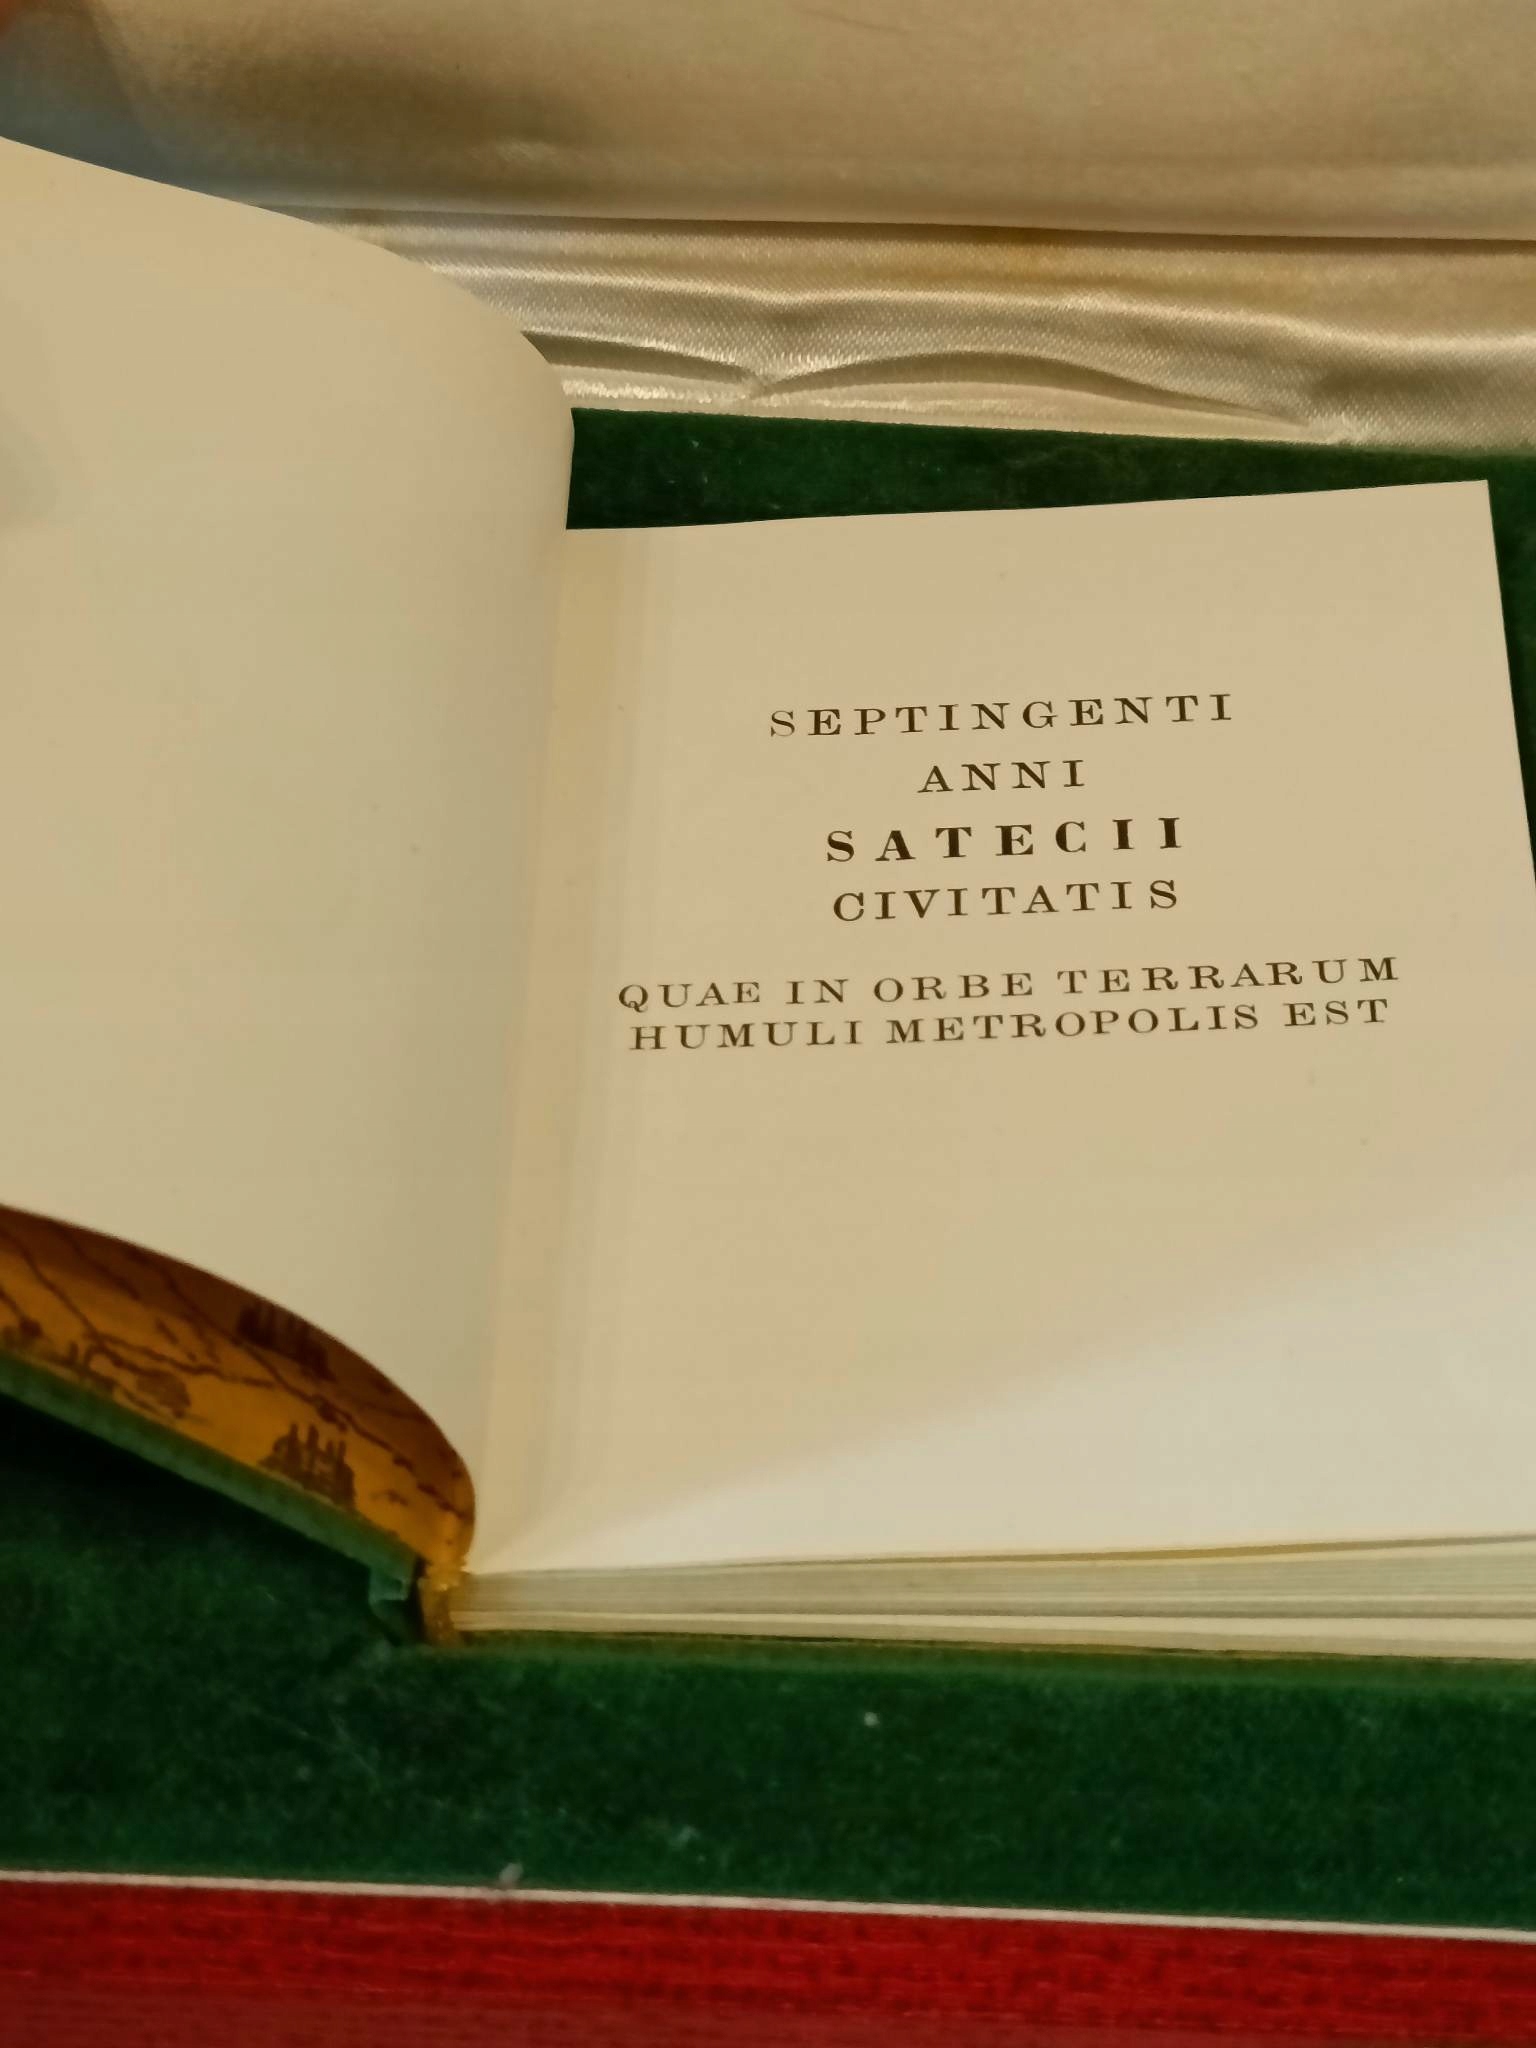 SEPTINGENTI
ANNI
SATECII
CIVITATIS
QUAE IN ORBE TERRARUM
HUMULI METROPOLIS EST